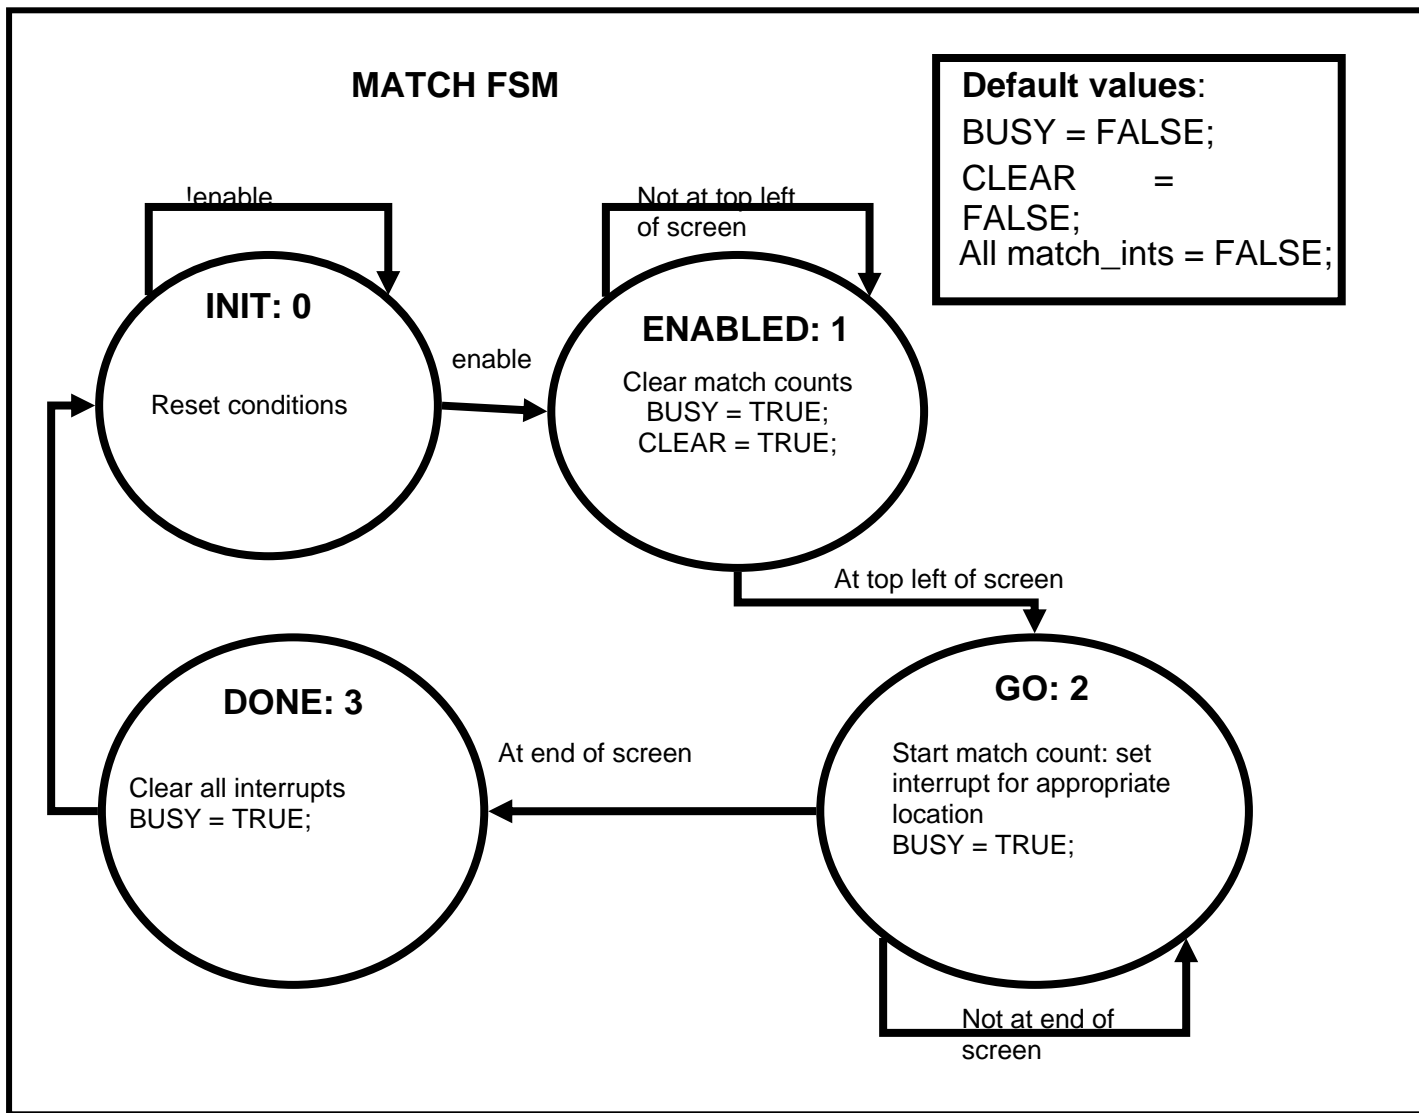 MATCH FSM
Default values:
BUSY = FALSE;
CLEAR =
FALSE;
All match_ints = FALSE;
!enable
Not at top left
of screen
INIT: 0
Reset conditions
enable
ENABLED: 1
Clear match counts
BUSY = TRUE;
CLEAR = TRUE;
At top left of screen
DONE: 3
Clear all interrupts
BUSY = TRUE;
At end of screen
GO: 2
Start match count: set
interrupt for appropriate
location
BUSY = TRUE;
Not at end of
screen